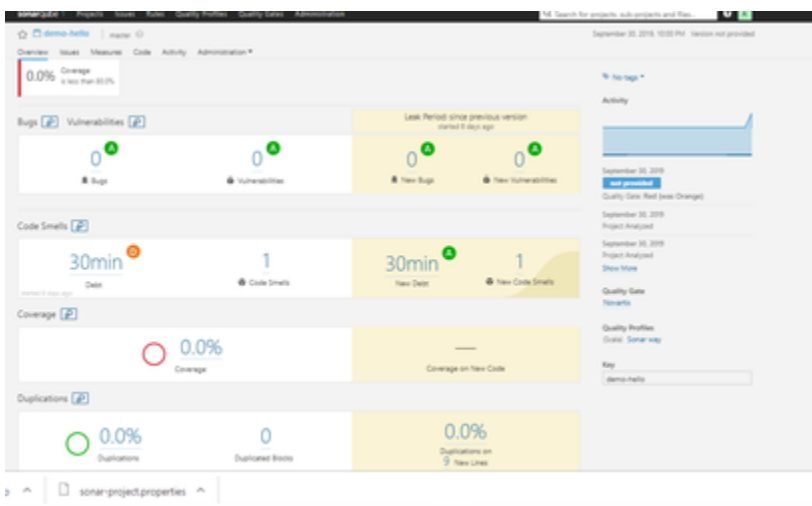 sonarqube Projects Issues Rules Quality Profiles Quality Gates Administration Search for projects, sub-projects and files...
demo-hello master September 30, 2019, 10:00 PM Version not provided
Overview Issues Measures Code Activity Administration
0.0% Coverage
is less than 80.0%
No tags
Activity
Bugs Vulnerabilities
Leak Period: since previous version
started 8 days ago
0 A
Bugs
0 A
Vulnerabilities
0 A
New Bugs
0 A
New Vulnerabilities
September 30, 2019
not provided
Quality Gate: Red (was Orange)
September 30, 2019
Project Analyzed
September 30, 2019
Project Analyzed
Show More
Code Smells
30min D
Debt
1
Code Smells
30min A
New Debt
1
New Code Smells
Quality Gate
Novartis
Quality Profiles
(Scala) Sonar way
Key
demo-hello
Coverage
0.0%
Coverage
Coverage on New Code
Duplications
0.0%
Duplications
0
Duplicated Blocks
0.0%
Duplications on
9 New Lines
sonar-project.properties